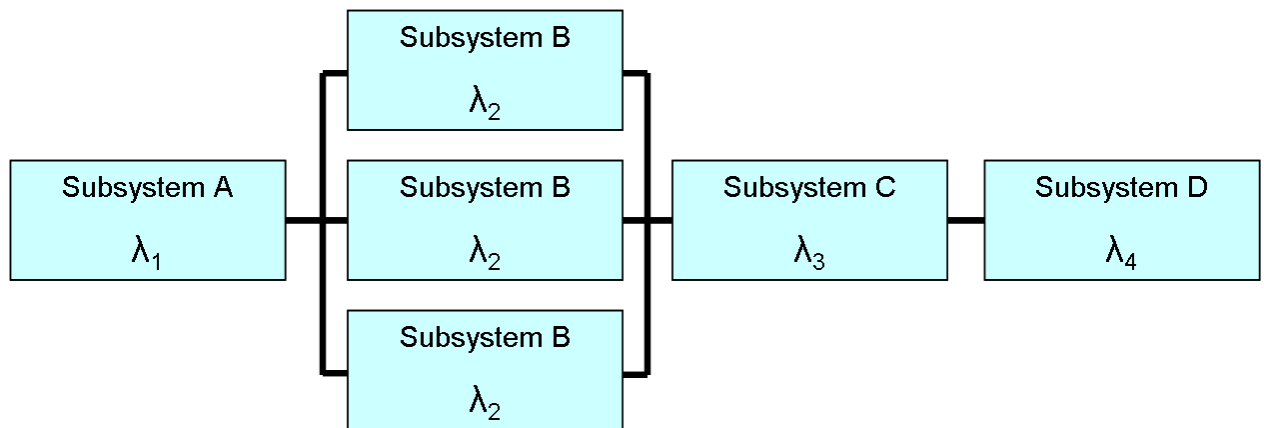 Subsystem B
λ₂
Subsystem A
λ₁
Subsystem B
λ₂
Subsystem C
λ₃
Subsystem D
λ₄
Subsystem B
λ₂